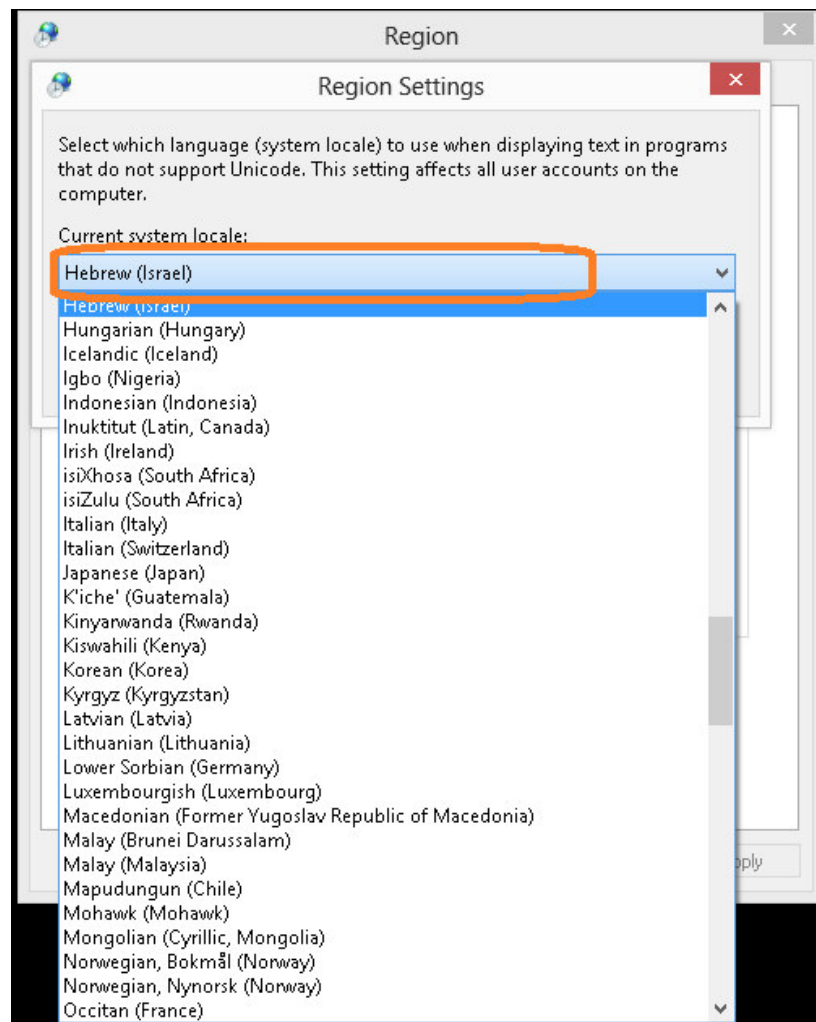 Region
Region Settings
Select which language (system locale) to use when displaying text in programs
that do not support Unicode. This setting affects all user accounts on the
computer.
Current system locale:
Hebrew (Israel)
Hebrew (Israel)
Hungarian (Hungary)
Icelandic (Iceland)
Igbo (Nigeria)
Indonesian (Indonesia)
Inuktitut (Latin, Canada)
Irish (Ireland)
isiXhosa (South Africa)
isiZulu (South Africa)
Italian (Italy)
Italian (Switzerland)
Japanese (Japan)
K'iche' (Guatemala)
Kinyarwanda (Rwanda)
Kiswahili (Kenya)
Korean (Korea)
Kyrgyz (Kyrgyzstan)
Latvian (Latvia)
Lithuanian (Lithuania)
Lower Sorbian (Germany)
Luxembourgish (Luxembourg)
Macedonian (Former Yugoslav Republic of Macedonia)
Malay (Brunei Darussalam)
Malay (Malaysia)
pply
Mapudungun (Chile)
Mohawk (Mohawk)
Mongolian (Cyrillic, Mongolia)
Norwegian, Bokmål (Norway)
Norwegian, Nynorsk (Norway)
Occitan (France)